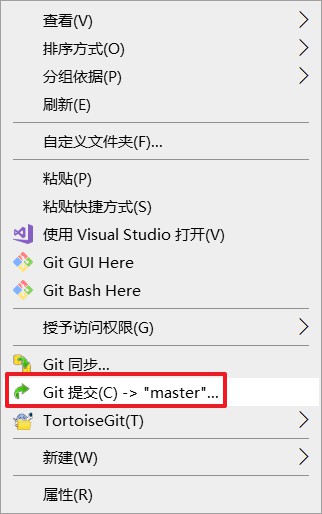 查看(V)
排序方式(O)
分组依据(P)
刷新(E)
自定义文件夹(F)...
粘贴(P)
粘贴快捷方式(S)
使用 Visual Studio 打开(V)
Git GUI Here
Git Bash Here
授予访问权限(G)
Git 同步...
Git 提交(C) -> "master"...
TortoiseGit(T)
新建(W)
属性(R)